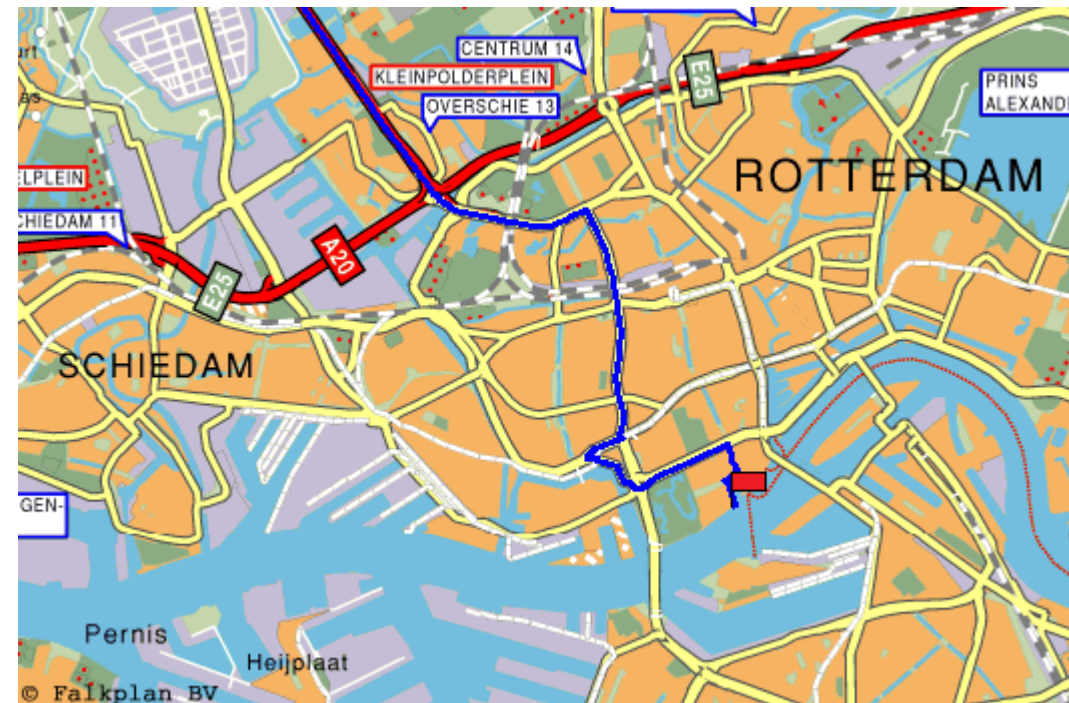 CENTRUM 14
KLEINPOLDERPLEIN
E25
OVERSCHIE 13
PRINS
ALEXAND
ROTTERDAM
ELPLEIN
CHIEDAM 11
A20
E25
SCHIEDAM
GEN-
Pernis
Heijplaat
© Falkplan BV